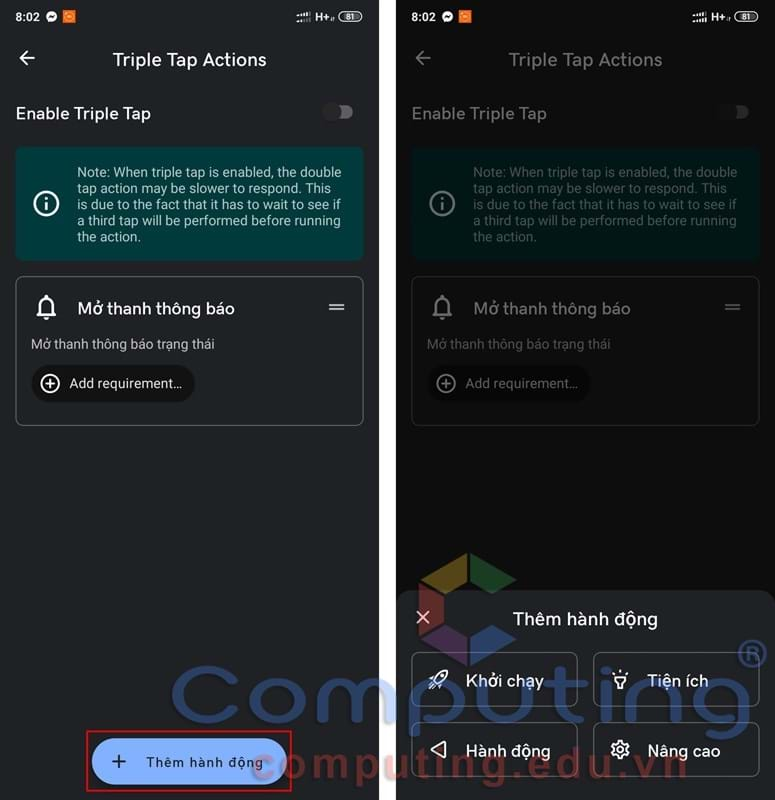 8:02
H+
81
Triple Tap Actions
Enable Triple Tap
Note: When triple tap is enabled, the double
tap action may be slower to respond. This
is due to the fact that it has to wait to see if
a third tap will be performed before running
the action.
Mở thanh thông báo
Mở thanh thông báo trạng thái
Add requirement...
Thêm hành động
8:02
H+
81
Triple Tap Actions
Enable Triple Tap
Note: When triple tap is enabled, the double
tap action may be slower to respond. This
is due to the fact that it has to wait to see if
a third tap will be performed before running
the action.
Mở thanh thông báo
Mở thanh thông báo trạng thái
Add requirement...
Thêm hành động
Khởi chạy
Tiện ích
Hành động
Nâng cao
Computing®
computing.edu.vn